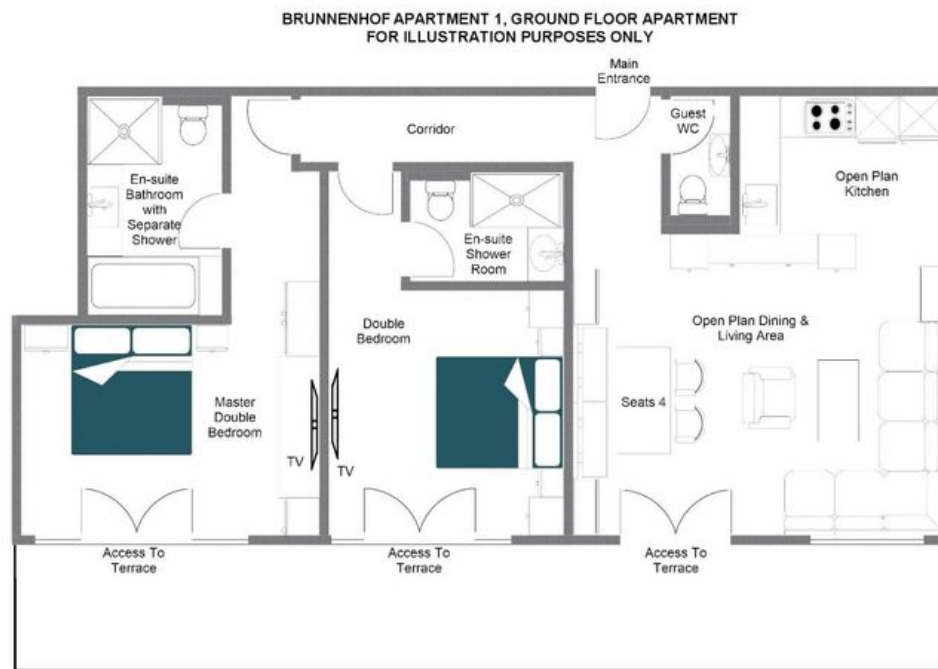 BRUNNENHOF APARTMENT 1, GROUND FLOOR APARTMENT
FOR ILLUSTRATION PURPOSES ONLY
Main
Entrance
Corridor
Guest
WC
Open Plan
Kitchen
En-suite
Bathroom
with
Separate
Shower
En-suite
Shower
Room
Double
Bedroom
Open Plan Dining &
Living Area
Master
Double
Bedroom
Seats 4
TV
TV
Access To
Terrace
Access To
Terrace
Access To
Terrace